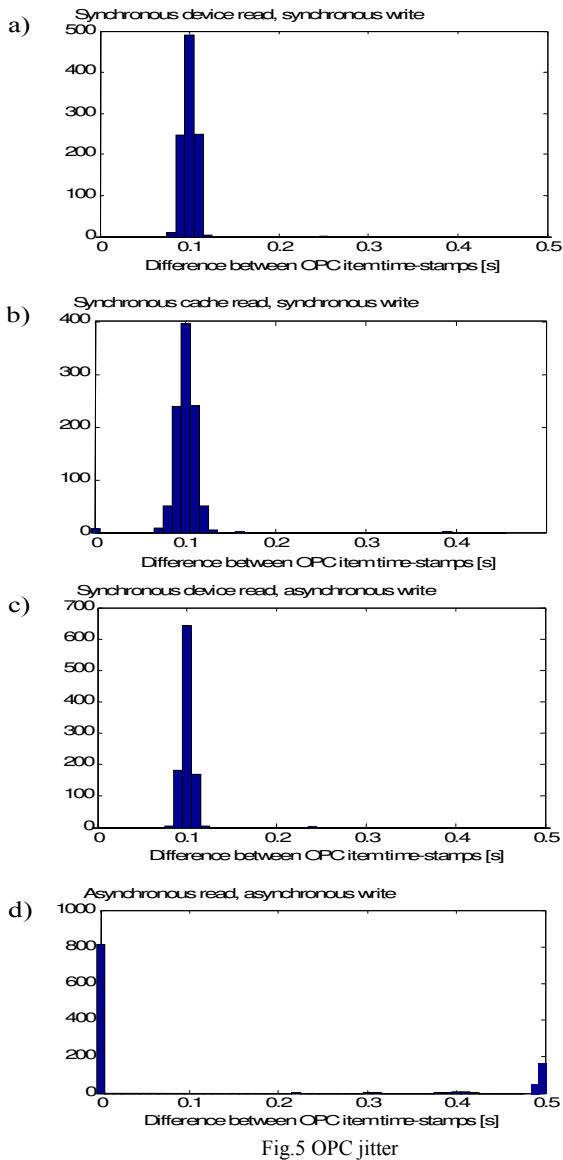 a)
Synchronous device read, synchronous write
500
400
300
200
100
0
0 0.1 0.2 0.3 0.4 0.5
Difference between OPC item time-stamps [s]
b)
Synchronous cache read, synchronous write
400
300
200
100
0
0 0.1 0.2 0.3 0.4
Difference between OPC item time-stamps [s]
c)
Synchronous device read, asynchronous write
700
600
500
400
300
200
100
0
0 0.1 0.2 0.3 0.4 0.5
Difference between OPC item time-stamps [s]
d)
Asynchronous read, asynchronous write
1000
800
600
400
200
0
0 0.1 0.2 0.3 0.4 0.5
Difference between OPC item time-stamps [s]
Fig.5 OPC jitter